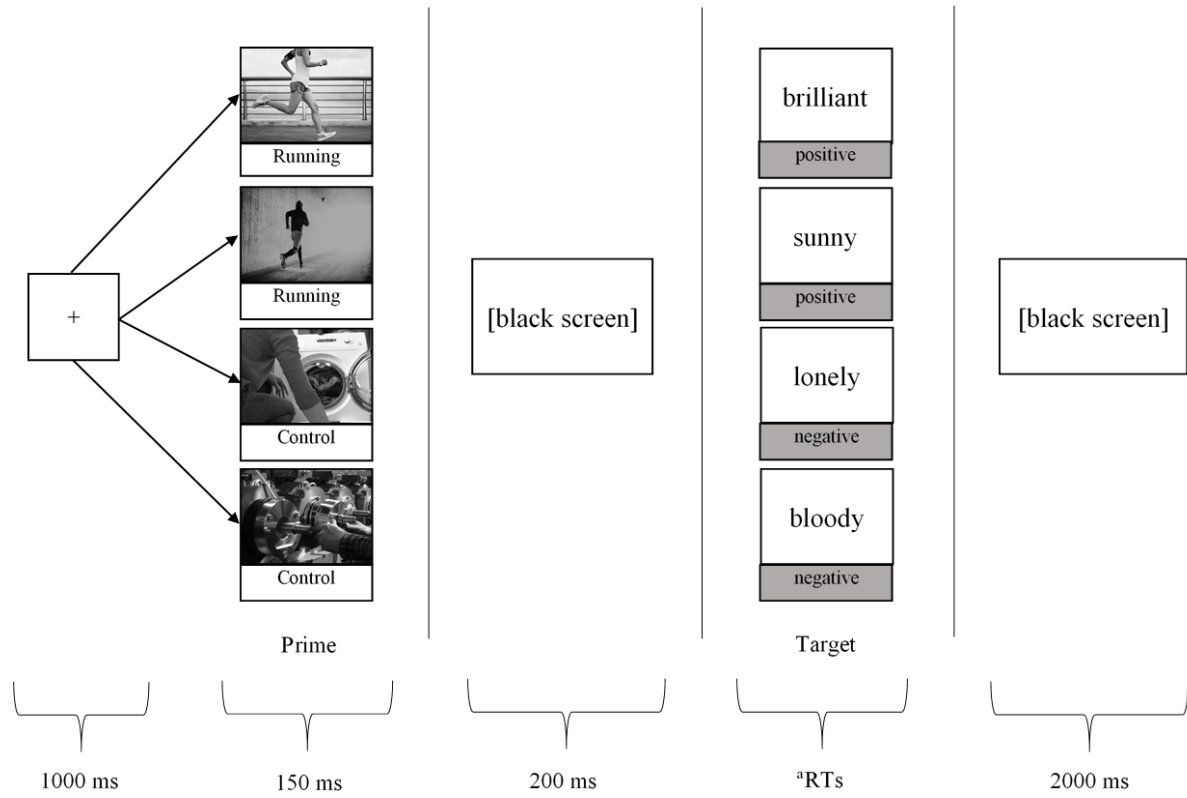 +
Running
Running
Control
Control
Prime
[black screen]
brilliant
positive
sunny
positive
lonely
negative
bloody
negative
Target
[black screen]
1000 ms
150 ms
200 ms
ᵃRTs
2000 ms